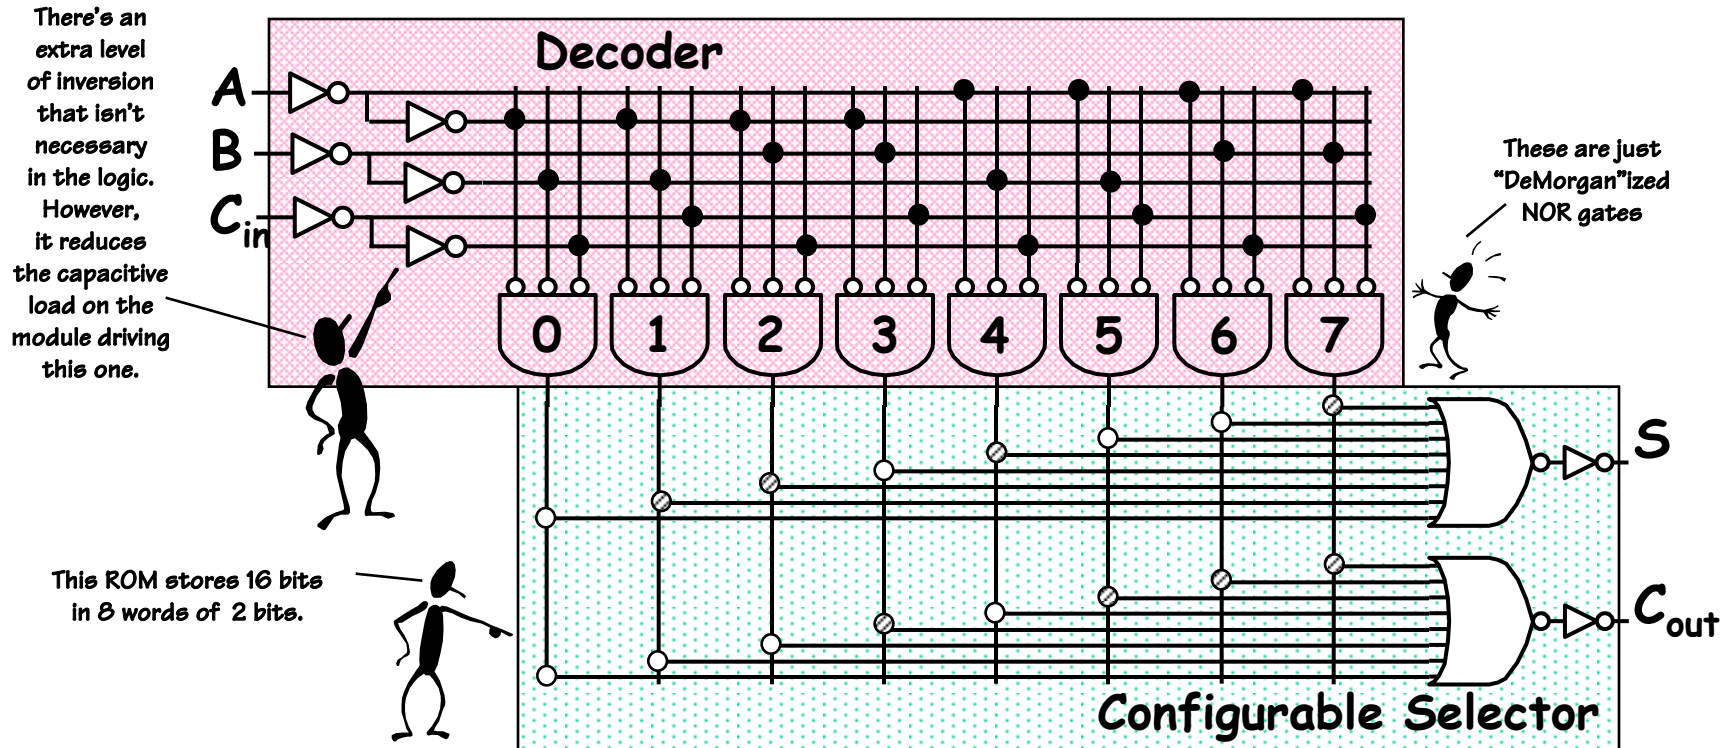 There's an
extra level
of inversion
that isn't
necessary
in the logic.
However,
it reduces
the capacitive
load on the
module driving
this one.
Decoder
A
B
Cin
0 1 2 3 4 5 6 7
These are just
“DeMorgan”ized
NOR gates
S
Cout
This ROM stores 16 bits
in 8 words of 2 bits.
Configurable Selector